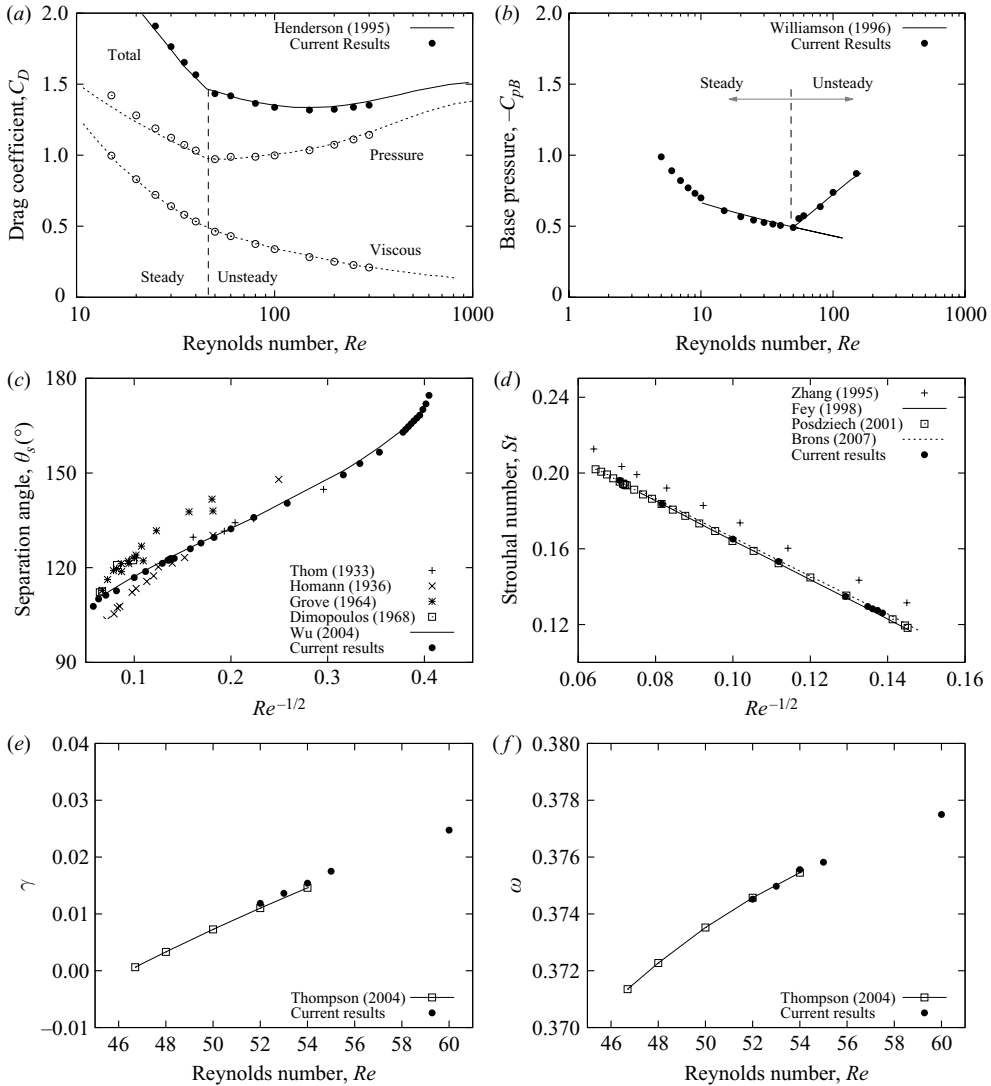 (a)
2.0
1.5
1.0
0.5
0
Drag coefficient, C_D
Total
Henderson (1995)
Current Results
Pressure
Viscous
Steady
Unsteady
10
100
1000
Reynolds number, Re
(b)
2.0
1.5
1.0
0.5
0
Base pressure, –C_pB
Williamson (1996)
Current Results
Steady
Unsteady
1
10
100
1000
Reynolds number, Re
(c)
180
150
120
90
Separation angle, θ_s(°)
Thom (1933)
Homann (1936)
Grove (1964)
Dimopoulos (1968)
Wu (2004)
Current results
0.1
0.2
0.3
0.4
Re^–1/2
(d)
0.24
0.20
0.16
0.12
Strouhal number, St
Zhang (1995)
Fey (1998)
Posdziech (2001)
Brons (2007)
Current results
0.06
0.08
0.10
0.12
0.14
0.16
Re^–1/2
(e)
0.04
0.03
0.02
0.01
0.00
–0.01
γ
Thompson (2004)
Current results
46
48
50
52
54
56
58
60
Reynolds number, Re
(f)
0.380
0.378
0.376
0.374
0.372
0.370
ω
Thompson (2004)
Current results
46
48
50
52
54
56
58
60
Reynolds number, Re